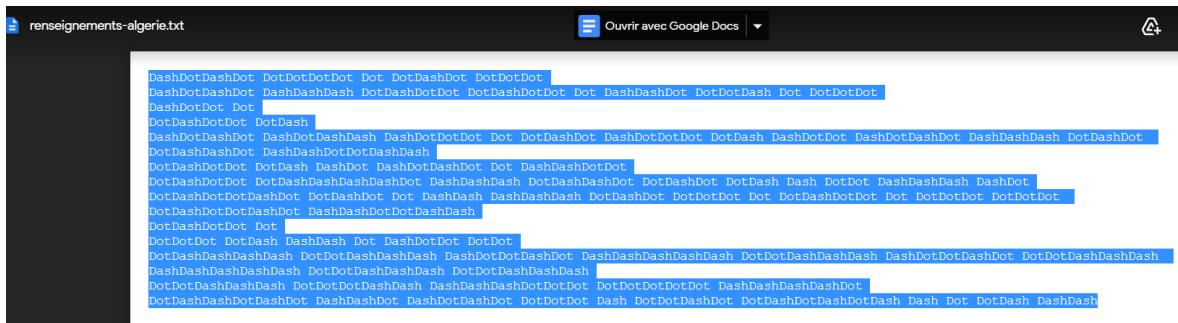 renseignements-algerie.txt
Ouvrir avec Google Docs
DashDotDashDot DotDotDotDot Dot DotDashDot DotDotDot
DashDotDashDot DashDashDash DotDashDotDot DotDashDotDot Dot DashDashDot DotDotDash Dot DotDotDot
DashDotDot Dot
DotDashDotDot DotDash
DashDotDashDot DashDotDashDash DashDotDotDot Dot DotDashDot DashDotDotDot DotDash DashDotDot DashDotDashDot DashDashDash DotDashDot
DotDashDashDot DashDashDotDotDashDash
DotDashDotDot DotDash DashDot DashDotDashDot Dot DashDashDotDot
DotDashDotDot DotDashDashDashDashDot DashDashDash DotDashDashDot DotDashDot DotDash Dash DotDot DashDashDash DashDot
DotDashDotDotDashDot DotDashDot Dot DashDash DashDashDash DotDashDot DotDotDot Dot DotDashDotDot Dot DotDotDot DotDotDot
DotDashDotDotDashDot DashDashDotDotDashDash
DotDashDotDot Dot
DotDotDot DotDash DashDash Dot DashDotDot DotDot
DotDashDashDashDash DotDotDashDashDash DashDotDotDashDot DashDashDashDashDash DotDotDashDashDash DashDotDotDashDot DotDotDashDashDash
DashDashDashDashDash DotDotDashDashDash DotDotDashDashDash
DotDotDashDashDash DotDotDotDashDash DashDashDashDotDotDot DotDotDotDotDot DashDashDashDashDot
DotDashDashDotDashDot DashDashDot DashDotDashDot DotDotDot Dash DotDotDashDot DotDashDotDashDotDash Dash Dot DotDash DashDash